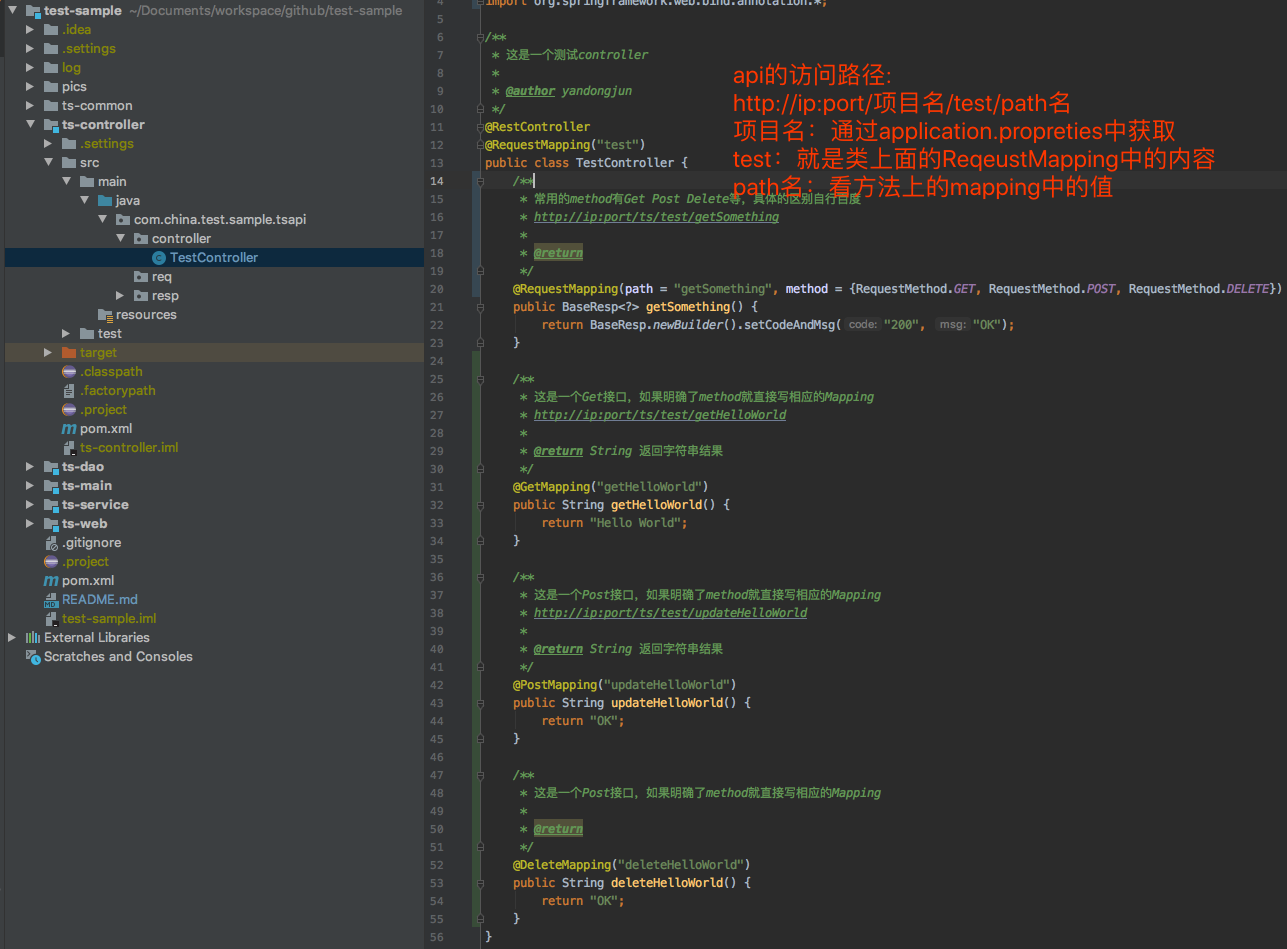 test-sample ~/Documents/workspace/github/test-sample
.idea
.settings
log
pics
ts-common
ts-controller
.settings
src
main
java
com.china.test.sample.tsapi
controller
TestController
req
resp
resources
test
target
.classpath
.factorypath
.project
pom.xml
ts-controller.iml
ts-dao
ts-main
ts-service
ts-web
.gitignore
.project
pom.xml
README.md
test-sample.iml
External Libraries
Scratches and Consoles
4 import org.springframework.web.bind.annotation.*;
5
6 /**
7 * 这是一个测试controller
8 *
9 * @author yandongjun
10 */
11 @RestController
12 @RequestMapping("test")
13 public class TestController {
14 /**
15 * 常用的method有Get Post Delete等，具体的区别自行百度
16 * http://ip:port/ts/test/getSomething
17 *
18 * @return
19 */
20 @RequestMapping(path = "getSomething", method = {RequestMethod.GET, RequestMethod.POST, RequestMethod.DELETE})
21 public BaseResp<?> getSomething() {
22 return BaseResp.newBuilder().setCodeAndMsg( code: "200", msg: "OK");
23 }
24
25 /**
26 * 这是一个Get接口，如果明确了method就直接写相应的Mapping
27 * http://ip:port/ts/test/getHelloWorld
28 *
29 * @return String 返回字符串结果
30 */
31 @GetMapping("getHelloWorld")
32 public String getHelloWorld() {
33 return "Hello World";
34 }
35
36 /**
37 * 这是一个Post接口，如果明确了method就直接写相应的Mapping
38 * http://ip:port/ts/test/updateHelloWorld
39 *
40 * @return String 返回字符串结果
41 */
42 @PostMapping("updateHelloWorld")
43 public String updateHelloWorld() {
44 return "OK";
45 }
46
47 /**
48 * 这是一个Post接口，如果明确了method就直接写相应的Mapping
49 *
50 * @return
51 */
52 @DeleteMapping("deleteHelloWorld")
53 public String deleteHelloWorld() {
54 return "OK";
55 }
56 }
api的访问路径:
http://ip:port/项目名/test/path名
项目名：通过application.propreties中获取
test：就是类上面的ReqeustMapping中的内容
path名：看方法上的mapping中的值